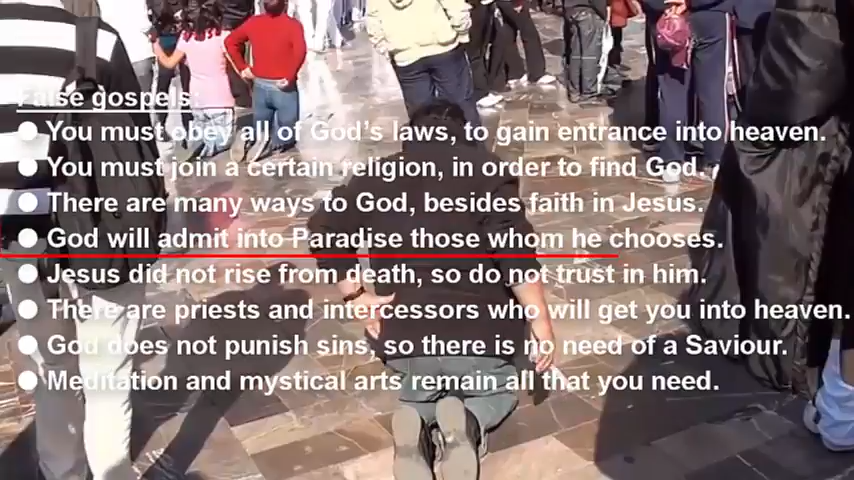 False gospels:
● You must obey all of God's laws, to gain entrance into heaven.
● You must join a certain religion, in order to find God.
● There are many ways to God, besides faith in Jesus.
● God will admit into Paradise those whom he chooses.
● Jesus did not rise from death, so do not trust in him.
● There are priests and intercessors who will get you into heaven.
● God does not punish sins, so there is no need of a Saviour.
● Meditation and mystical arts remain all that you need.